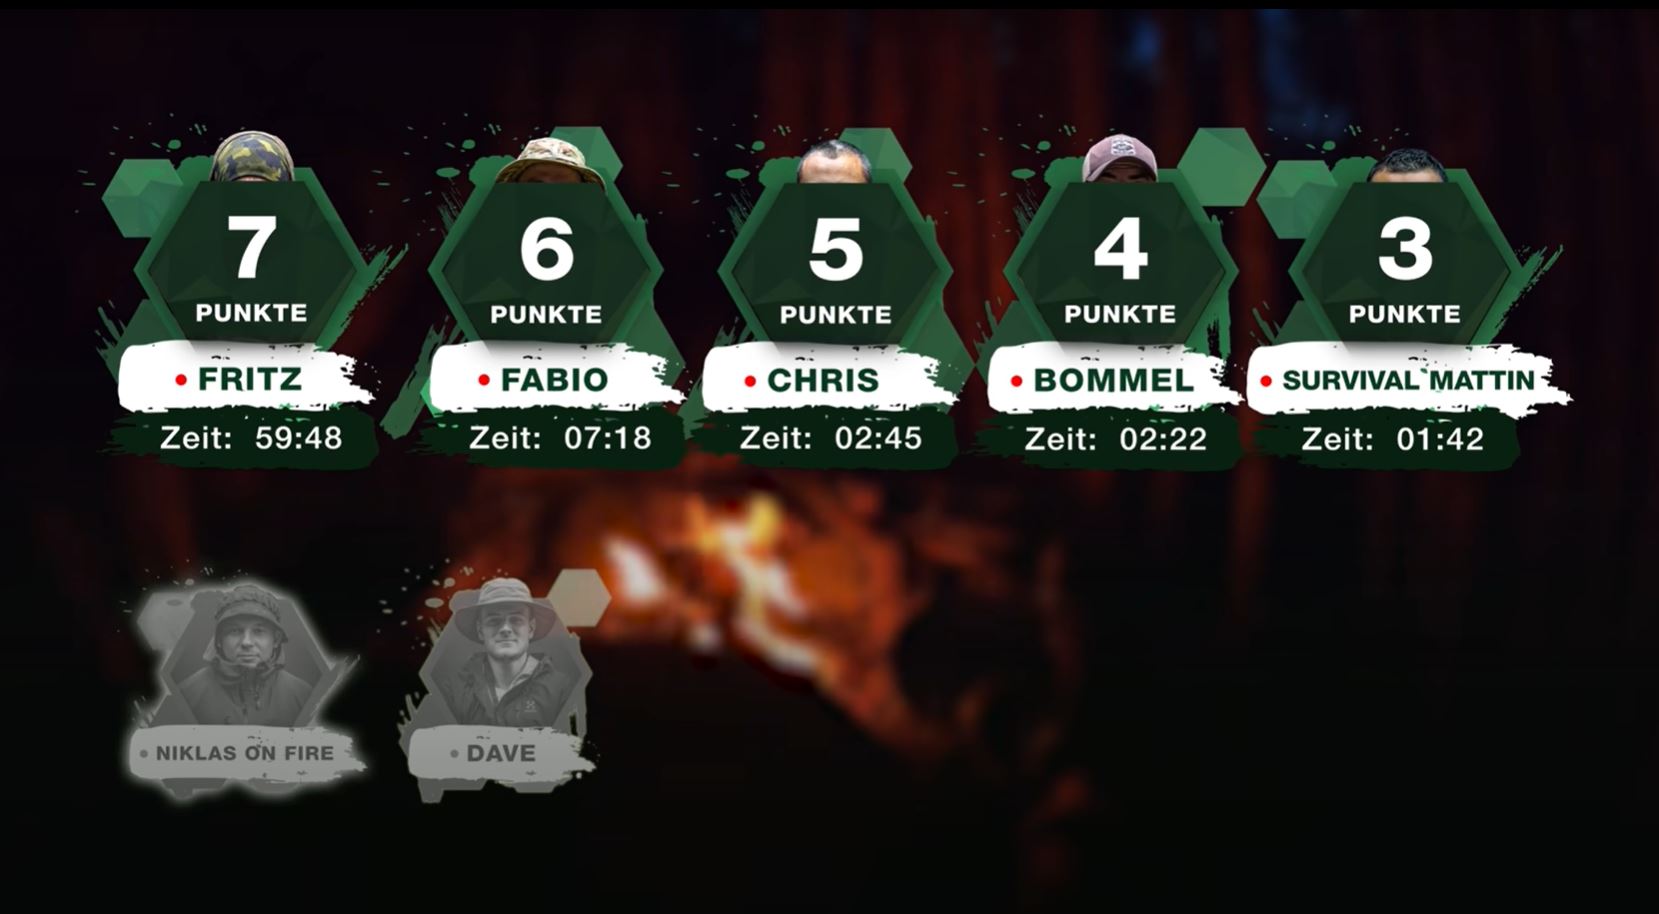 7
PUNKTE
FRITZ
Zeit: 59:48
6
PUNKTE
FABIO
Zeit: 07:18
5
PUNKTE
CHRIS
Zeit: 02:45
4
PUNKTE
BOMMEL
Zeit: 02:22
3
PUNKTE
SURVIVAL MATTIN
Zeit: 01:42
NIKLAS ON FIRE
DAVE